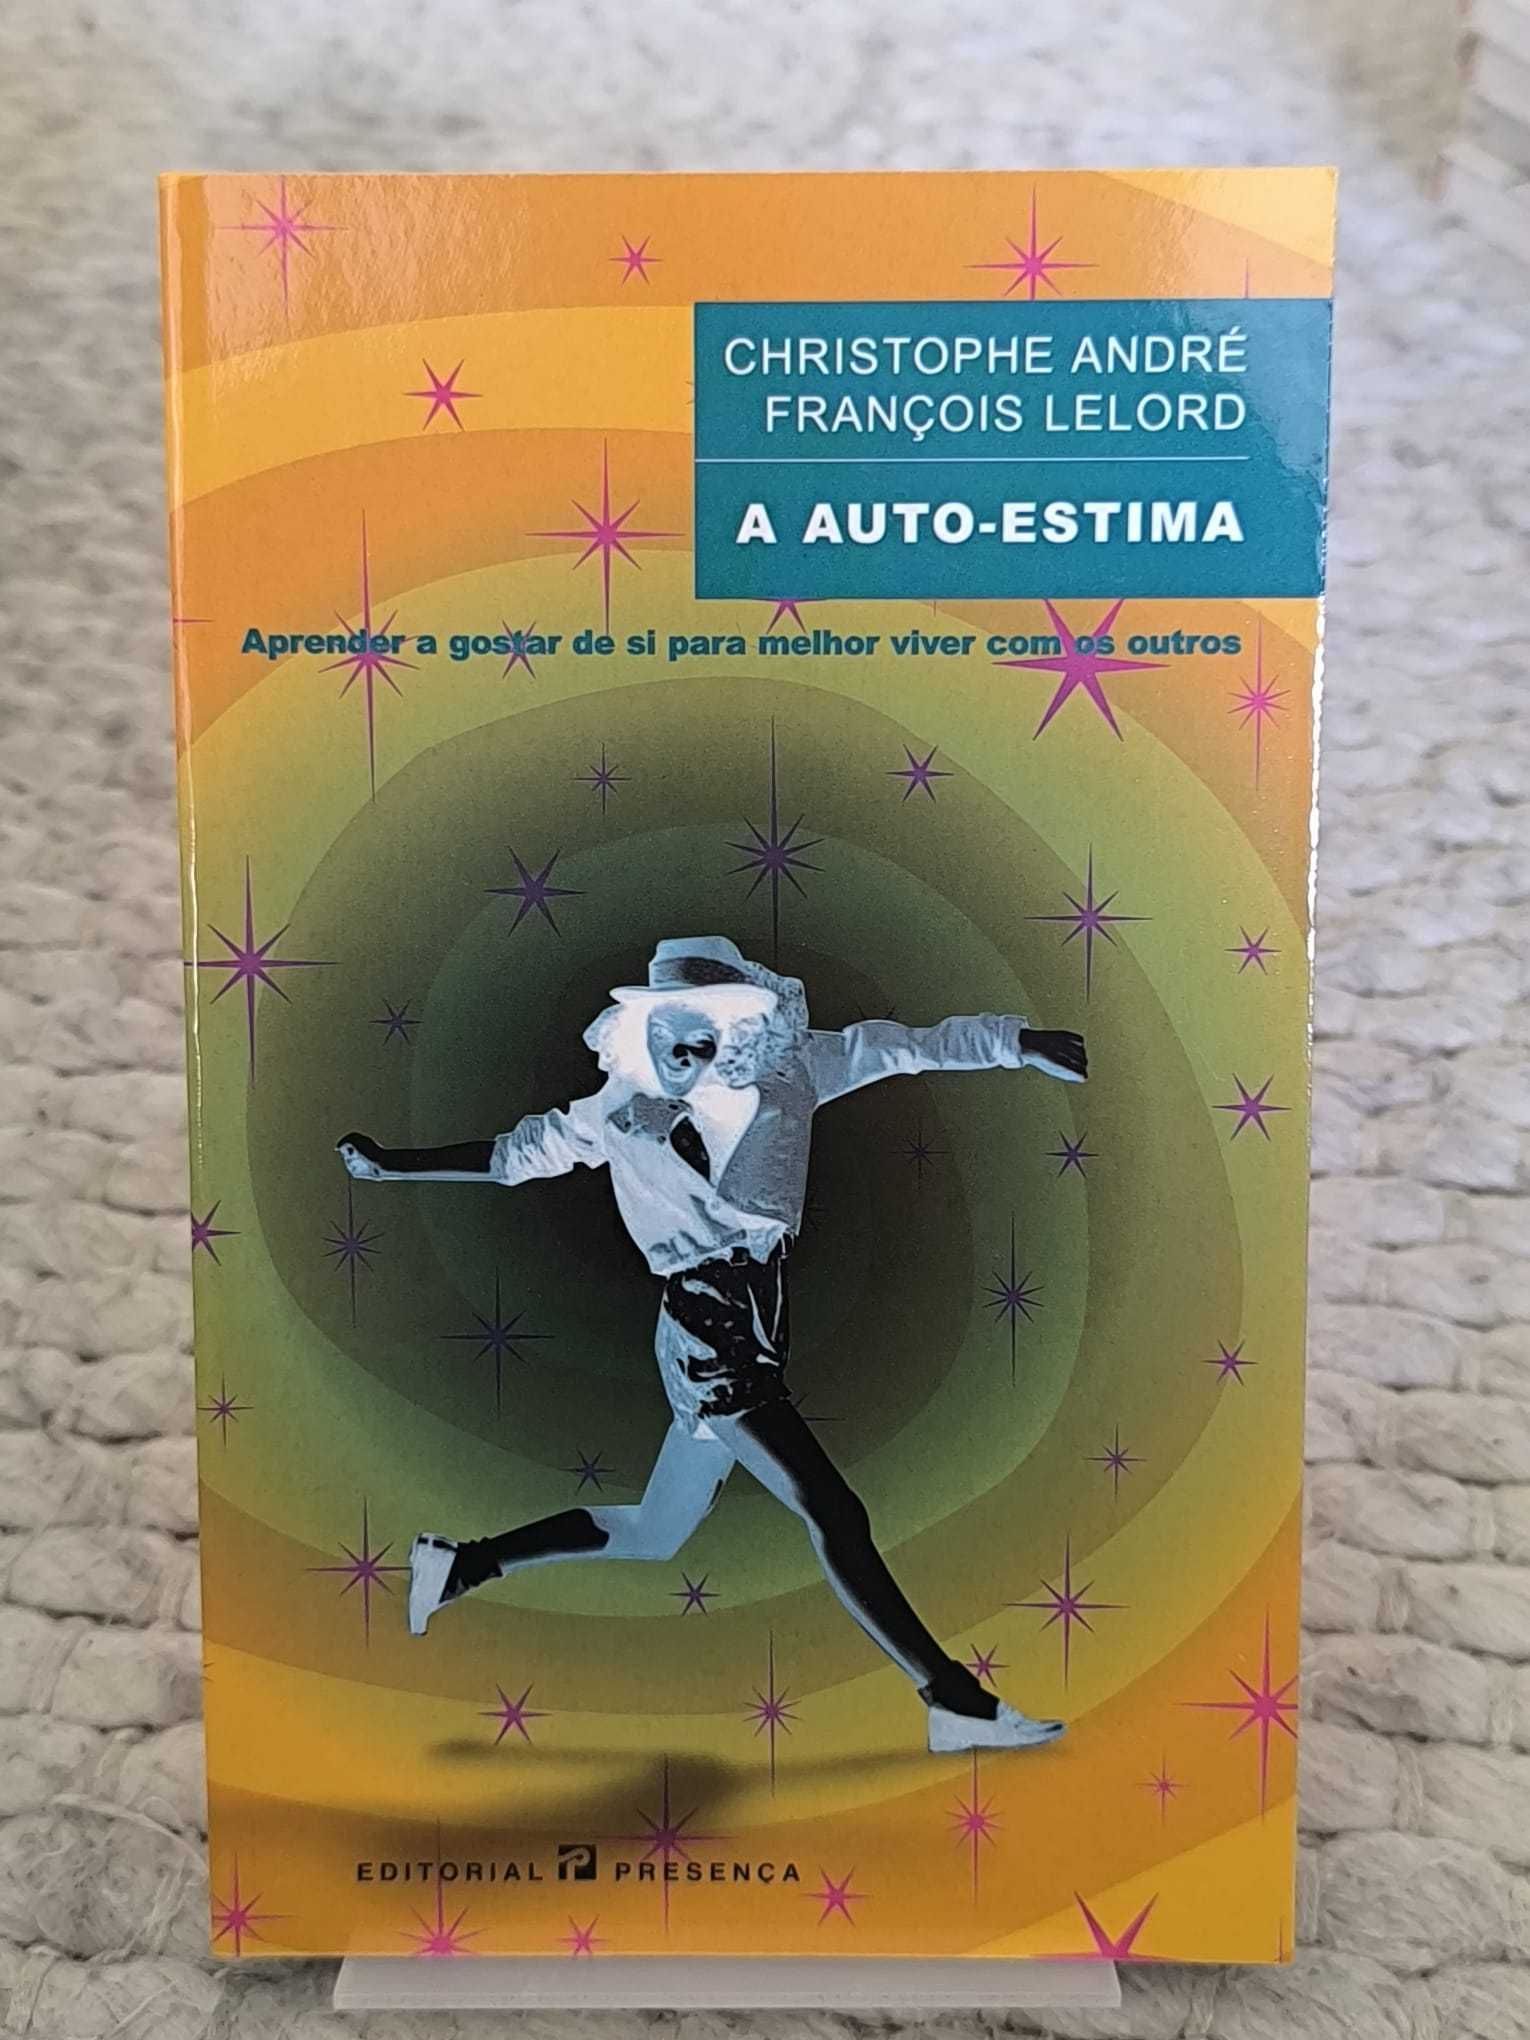 CHRISTOPHE ANDRÉ
FRANÇOIS LELORD
A AUTO-ESTIMA
Aprender a gostar de si para melhor viver com os outros
EDITORIAL PRESENÇA